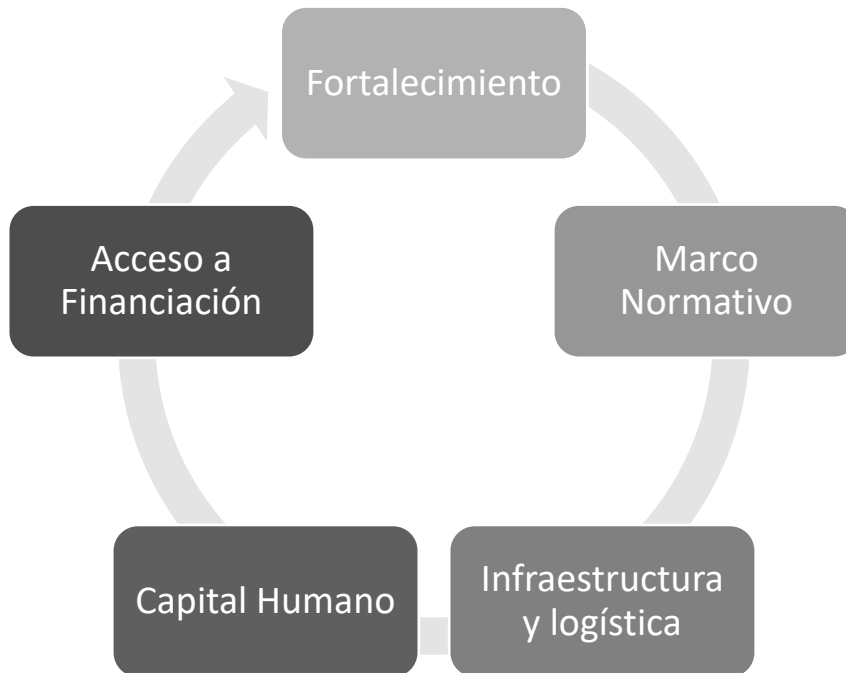 Fortalecimiento
Marco
Normativo
Infraestructura
y logística
Capital Humano
Acceso a
Financiación